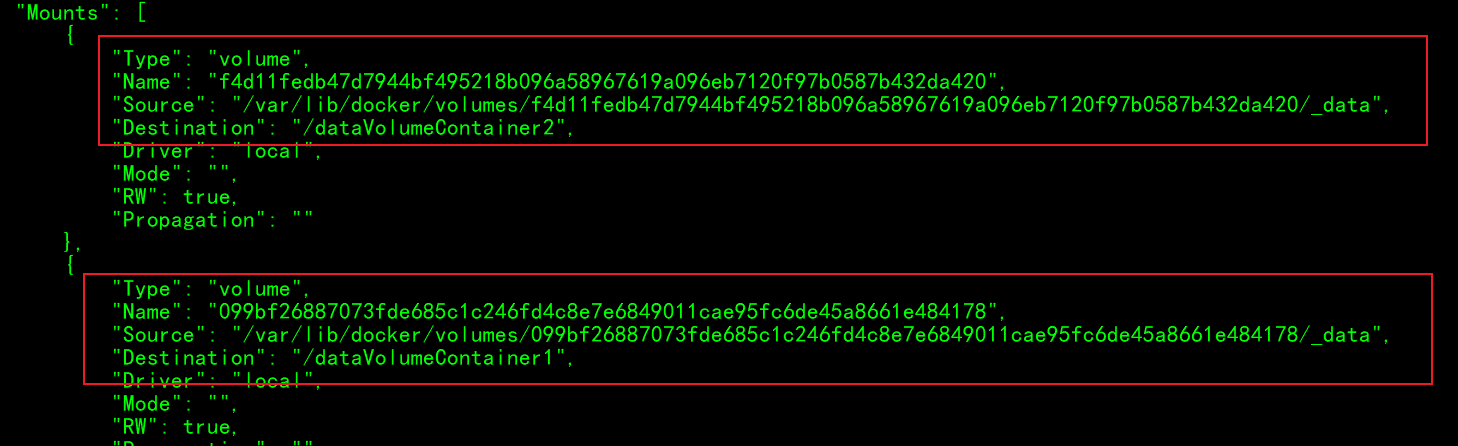 "Mounts": [
{
"Type": "volume",
"Name": "f4d11fedb47d7944bf495218b096a58967619a096eb7120f97b0587b432da420",
"Source": "/var/lib/docker/volumes/f4d11fedb47d7944bf495218b096a58967619a096eb7120f97b0587b432da420/_data",
"Destination": "/dataVolumeContainer2",
"Driver": "local",
"Mode": "",
"RW": true,
"Propagation": ""
},
{
"Type": "volume",
"Name": "099bf26887073fde685c1c246fd4c8e7e6849011cae95fc6de45a8661e484178",
"Source": "/var/lib/docker/volumes/099bf26887073fde685c1c246fd4c8e7e6849011cae95fc6de45a8661e484178/_data",
"Destination": "/dataVolumeContainer1",
"Driver": "local",
"Mode": "",
"RW": true,